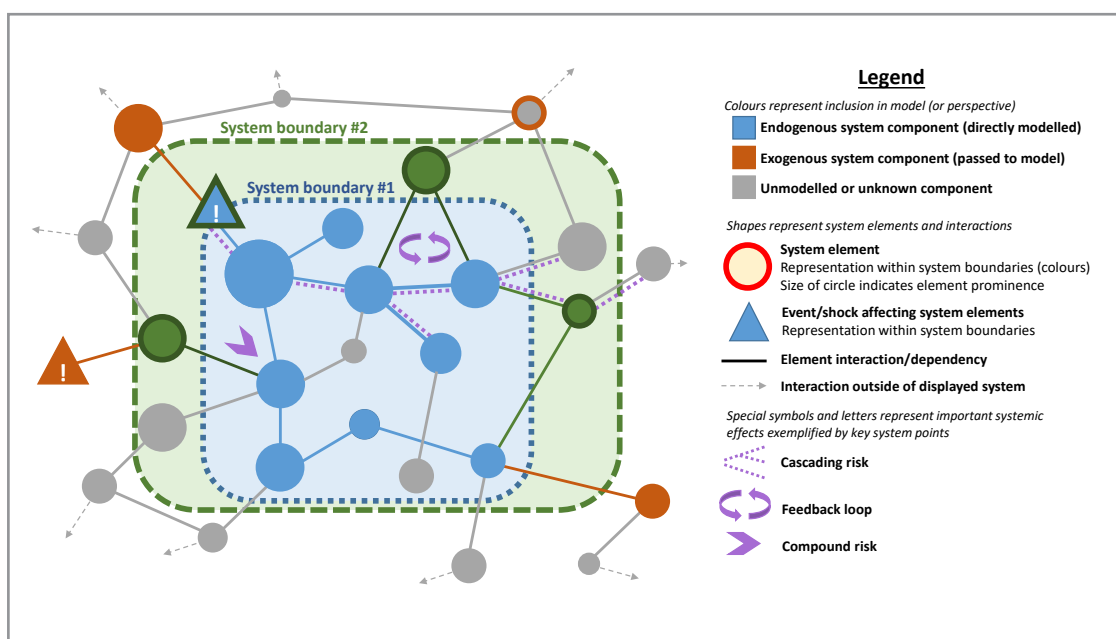 System boundary #2
System boundary #1
!
!
Legend
Colours represent inclusion in model (or perspective)
Endogenous system component (directly modelled)
Exogenous system component (passed to model)
Unmodelled or unknown component
Shapes represent system elements and interactions
System element
Representation within system boundaries (colours)
Size of circle indicates element prominence
Event/shock affecting system elements
Representation within system boundaries
Element interaction/dependency
Interaction outside of displayed system
Special symbols and letters represent important systemic
effects exemplified by key system points
Cascading risk
Feedback loop
Compound risk